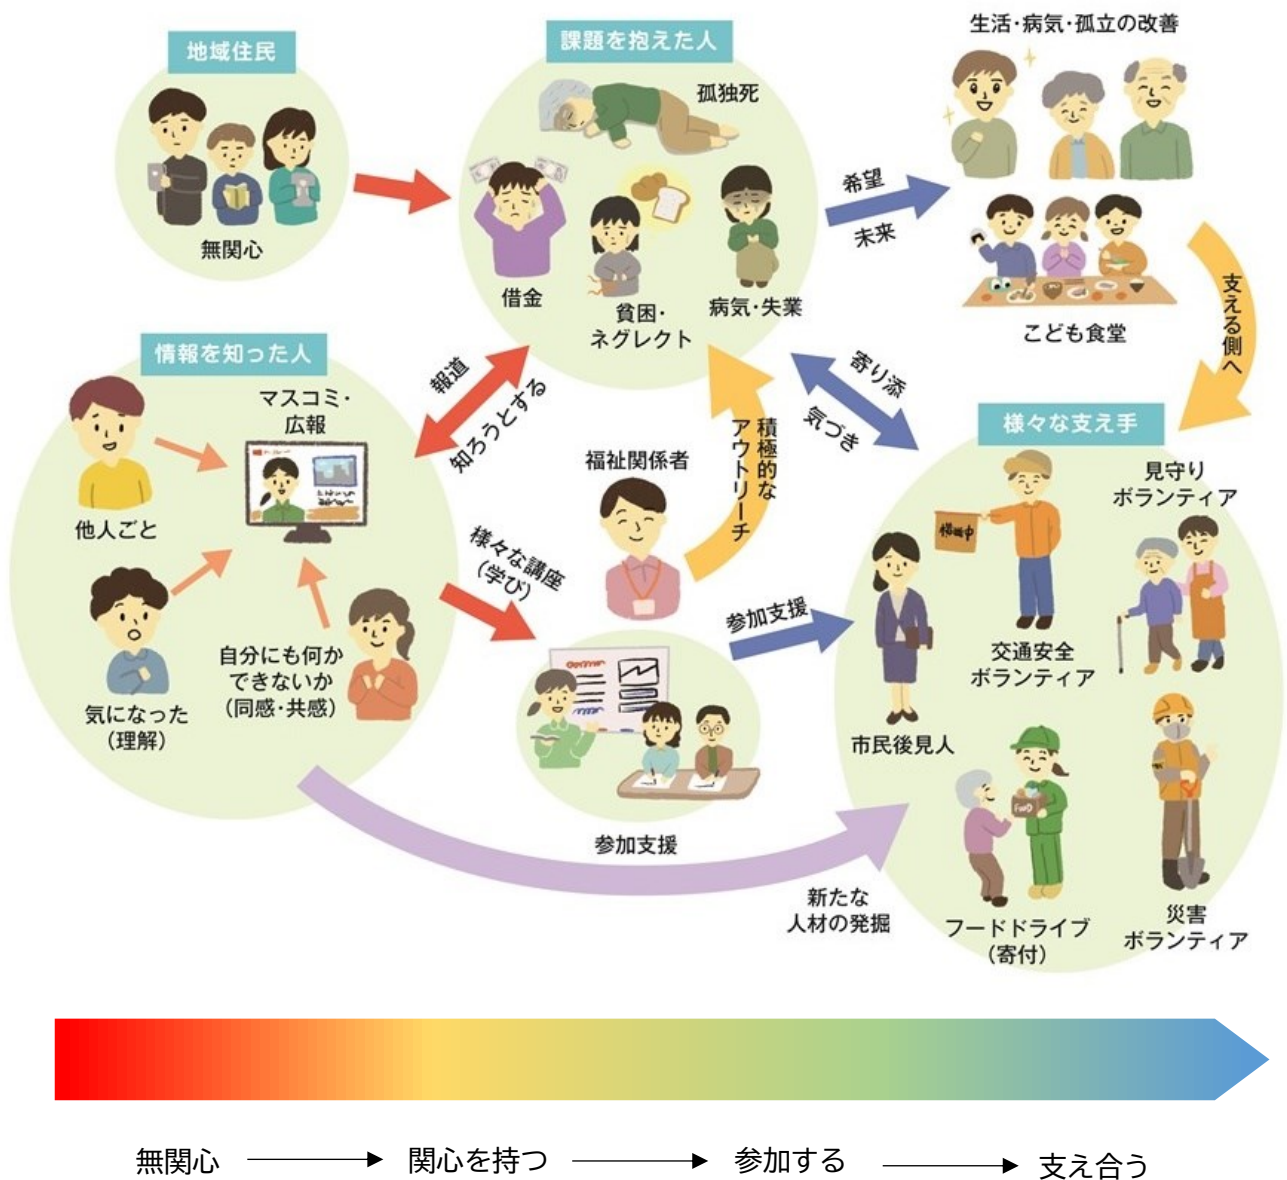 地域住民
無関心
課題を抱えた人
孤独死
借金
貧困・
ネグレクト
病気・失業
希望
未来
生活・病気・孤立の改善
こども食堂
支える側へ
情報を知った人
マスコミ・
広報
他人ごと
気になった
（理解）
自分にも何か
できないか
（同感・共感）
報道
知ろうとする
福祉関係者
積極的な
アウトリーチ
寄り添
気づき
様々な講座
（学び）
参加支援
様々な支え手
見守り
ボランティア
横断中
交通安全
ボランティア
市民後見人
FOOD
フードドライブ
（寄付）
災害
ボランティア
参加支援
新たな
人材の発掘
無関心
関心を持つ
参加する
支え合う